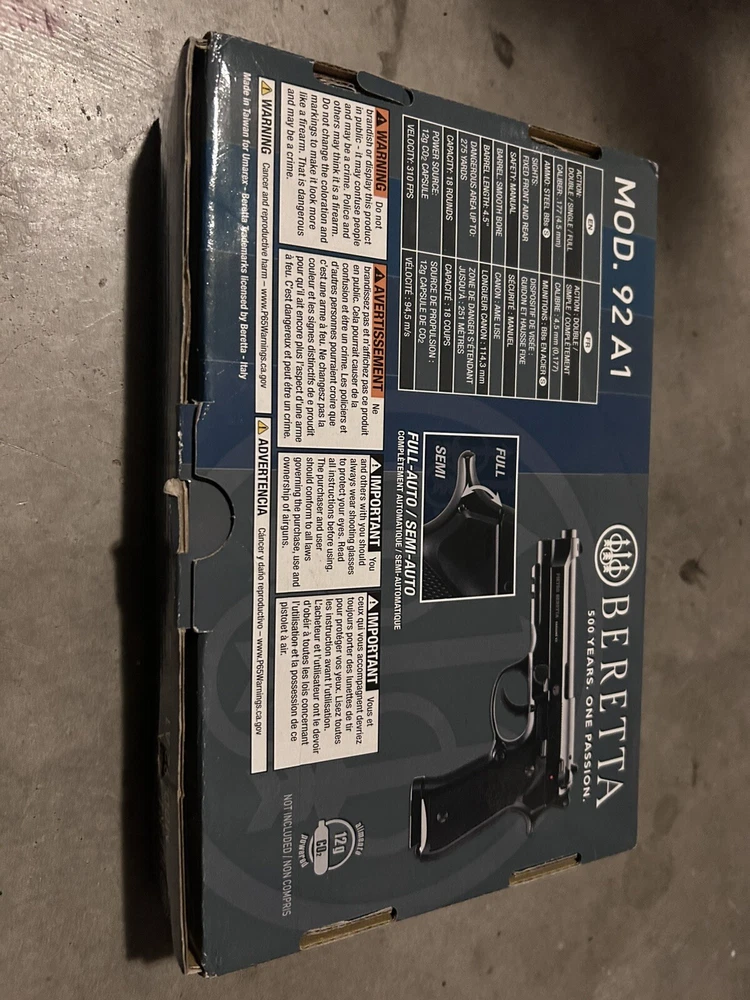 MOD. 92 A1
BERETTA
500 YEARS. ONE PASSION.
EN
ACTION:
DOUBLE / SINGLE / FULL
CALIBER: .177 (4.5 mm)
AMMO: STEEL BBs
SIGHTS:
FIXED FRONT AND REAR
SAFETY: MANUAL
BARREL: SMOOTH BORE
BARREL LENGTH: 4.5"
DANGEROUS AREA UP TO:
275 YARDS
CAPACITY: 18 ROUNDS
POWER SOURCE:
12g CO2 CAPSULE
VELOCITY: 310 FPS
FR
ACTION : DOUBLE /
SIMPLE / COMPLÉTEMENT
CALIBRE : 4,5 mm (0.177)
MUNITIONS : BBs EN ACIER
DISPOSITIF DE VISÉE :
GUIDON ET HAUSSE FIXE
SÉCURITÉ : MANUEL
CANON : ÂME LISE
LONGUEUR CANON : 114,3 mm
ZONE DE DANGER S'ÉTENDANT
JUSQU'À : 251 MÈTRES
CAPACITÉ : 18 COUPS
SOURCE DE PROPULSION :
12g CAPSULE DE CO2
VÉLOCITÉ : 94,5 m/s
FULL
SEMI
FULL-AUTO / SEMI-AUTO
COMPLÈTEMENT AUTOMATIQUE / SEMI-AUTOMATIQUE
WARNING Do not
brandish or display this product
in public - it may confuse people
and may be a crime. Police and
others may think it is a firearm.
Do not change the coloration and
markings to make it look more
like a firearm. That is dangerous
and may be a crime.
AVERTISSEMENT Ne
brandissez pas et n'affichez pas ce produit
en public. Cela pourrait causer de la
confusion et être un crime. Les policiers et
d'autres personnes pourraient croire que
c'est une arme à feu. Ne changez pas la
couleur et les signes distinctifs de e proudit
pour qu'il ait encore plus l'aspect d'une arme
à feu. C'est dangereux et peut être un crime.
IMPORTANT You
and others with you should
always wear shooting glasses
to protect your eyes. Read
all instructions before using.
The purchaser and user
should conform to all laws
governing the purchase, use and
ownership of airguns.
IMPORTANT Vous et
ceux qui vous accompagnent devriez
toujours porter des lunettes de tir
pour protéger vos yeux. Lisez toutes
les instruction avant l'utilisation.
L'acheteur et l'utilisateur ont le devoir
d'obéir à toutes les lois concernant
l'utilisation et la possession de ce
pistolet à air.
WARNING Cancer and reproductive harm – www.P65Warnings.ca.gov
ADVERTENCIA Cáncer y daño reproductivo – www.P65Warnings.ca.gov
Made in Taiwan for Umarex - Beretta Trademarks licensed by Beretta - Italy
12g
CO2
NOT INCLUDED / NON COMPRIS